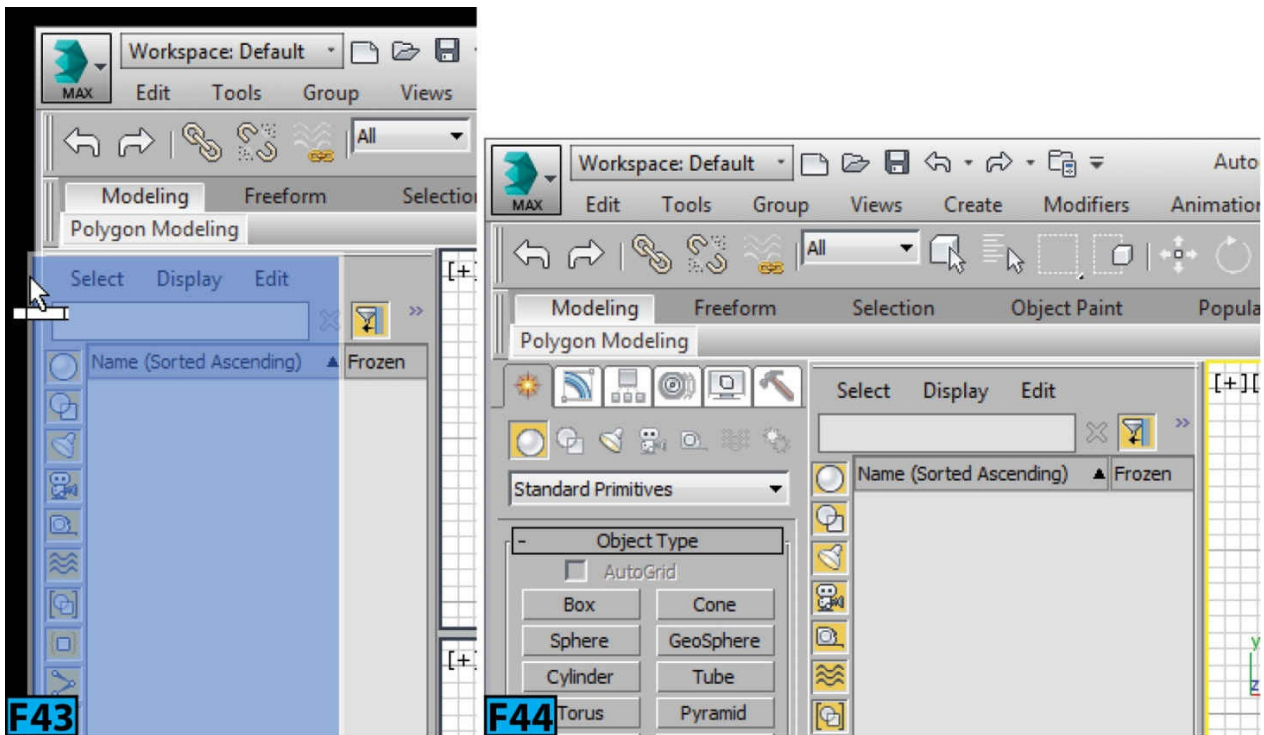 Workspace: Default
MAX
Edit Tools Group Views
All
Modeling Freeform Selection
Polygon Modeling
Select Display Edit
[+]
Name (Sorted Ascending) Frozen
[+]
F43
Workspace: Default Auto
MAX
Edit Tools Group Views Create Modifiers Animation
All
Modeling Freeform Selection Object Paint Popula
Polygon Modeling
Select Display Edit
[+][
Standard Primitives
Name (Sorted Ascending) Frozen
- Object Type
AutoGrid
Box Cone
Sphere GeoSphere
Cylinder Tube
Torus Pyramid
y
z
F44